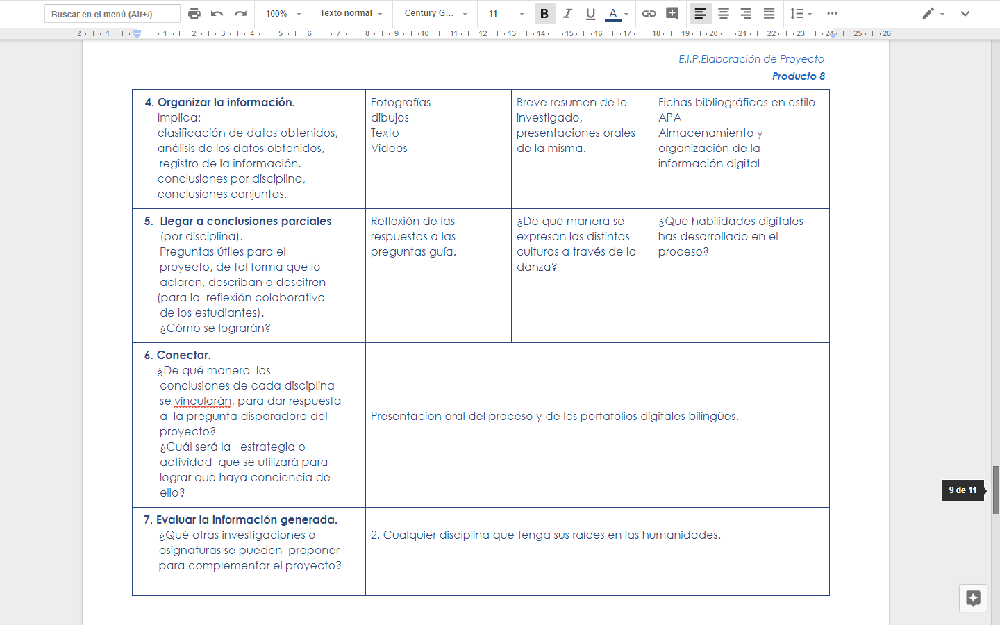 Buscar en el menú (Alt+/)
100%
Texto normal
Century G...
11
B
I
U
A
2 1 1 2 3 4 5 6 7 8 9 10 11 12 13 14 15 16 17 18 19 20 21 22 23 24 25 26
E.I.P.Elaboración de Proyecto
Producto 8
4. Organizar la información.
Implica:
clasificación de datos obtenidos,
análisis de los datos obtenidos,
registro de la información.
conclusiones por disciplina,
conclusiones conjuntas.
Fotografías
dibujos
Texto
Videos
Breve resumen de lo
investigado,
presentaciones orales
de la misma.
Fichas bibliográficas en estilo
APA
Almacenamiento y
organización de la
información digital
5. Llegar a conclusiones parciales
(por disciplina).
Preguntas útiles para el
proyecto, de tal forma que lo
aclaren, describan o descifren
(para la reflexión colaborativa
de los estudiantes).
¿Cómo se lograrán?
Reflexión de las
respuestas a las
preguntas guía.
¿De qué manera se
expresan las distintas
culturas a través de la
danza?
¿Qué habilidades digitales
has desarrollado en el
proceso?
6. Conectar.
¿De qué manera las
conclusiones de cada disciplina
se vincularán, para dar respuesta
a la pregunta disparadora del
proyecto?
¿Cuál será la estrategia o
actividad que se utilizará para
lograr que haya conciencia de
ello?
Presentación oral del proceso y de los portafolios digitales bilingües.
9 de 11
7. Evaluar la información generada.
¿Qué otras investigaciones o
asignaturas se pueden proponer
para complementar el proyecto?
2. Cualquier disciplina que tenga sus raíces en las humanidades.